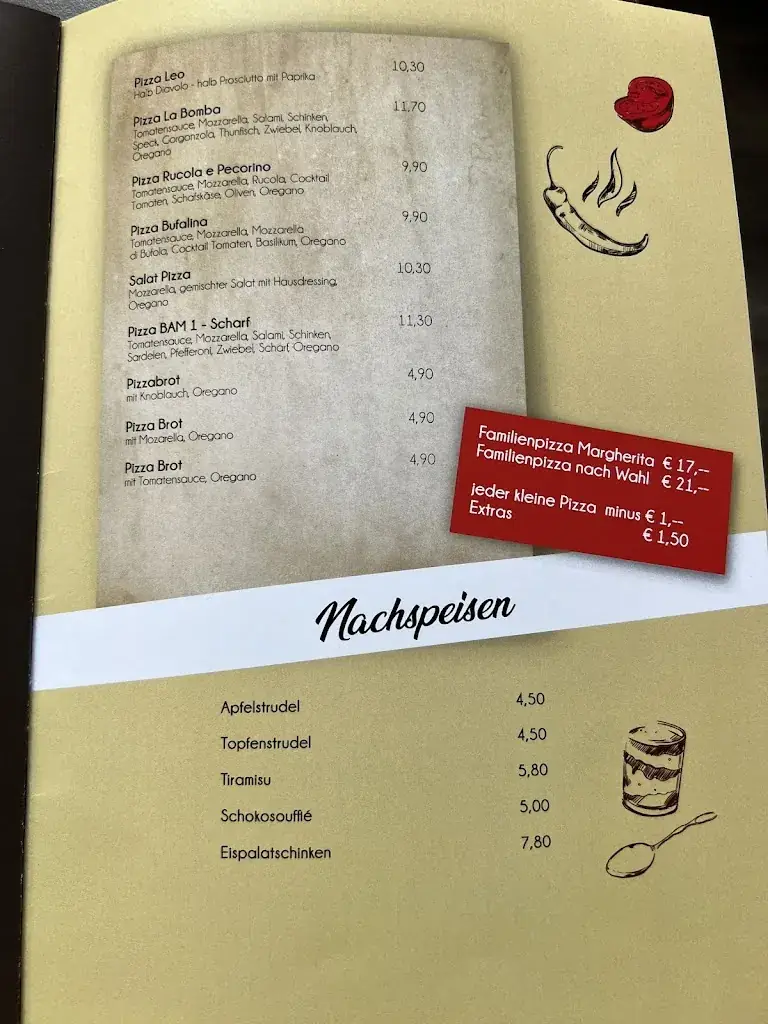 Pizza Leo 10,30
Halb Diavolo - halb Prosciutto mit Paprika
Pizza La Bomba 11,70
Tomatensauce, Mozzarella, Salami, Schinken,
Speck, Gorgonzola, Thunfisch, Zwiebel, Knoblauch,
Oregano
Pizza Rucola e Pecorino 9,90
Tomatensauce, Mozzarella, Rucola, Cocktail
Tomaten, Schafskäse, Oliven, Oregano
Pizza Bufalina 9,90
Tomatensauce, Mozzarella, Mozzarella
di Bufola, Cocktail Tomaten, Basilikum, Oregano
Salat Pizza 10,30
Mozzarella, gemischter Salat mit Hausdressing,
Oregano
Pizza BAM 1 - Scharf 11,30
Tomatensauce, Mozzarella, Salami, Schinken,
Sardelen, Pfefferoni, Zwiebel, Scharf, Oregano
Pizzabrot 4,90
mit Knoblauch, Oregano
Pizza Brot 4,90
mit Mozarella, Oregano
Pizza Brot 4,90
mit Tomatensauce, Oregano
Familienpizza Margherita € 17,--
Familienpizza nach Wahl € 21,--
jeder kleine Pizza minus € 1,--
Extras € 1,50
Nachspeisen
Apfelstrudel 4,50
Topfenstrudel 4,50
Tiramisu 5,80
Schokosoufflé 5,00
Eispalatschinken 7,80